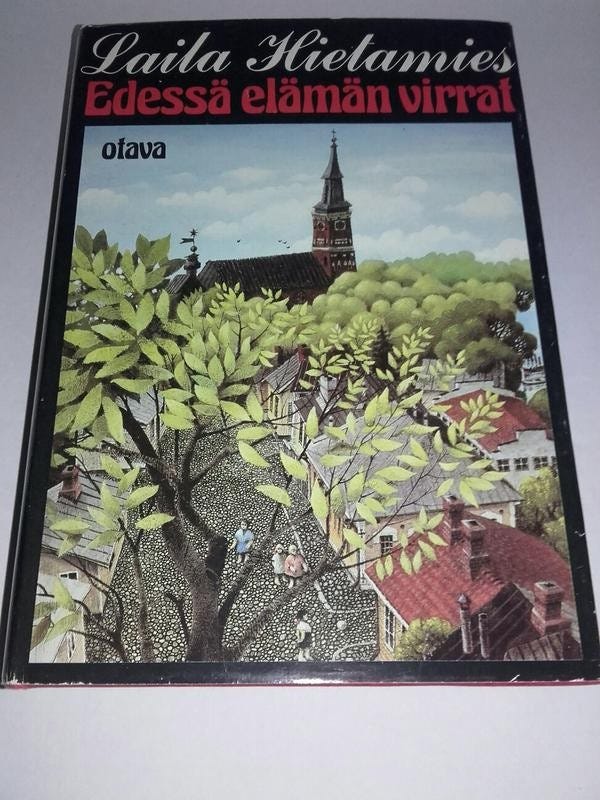 Laila Hietamies
Edessä elämän virrat
otava